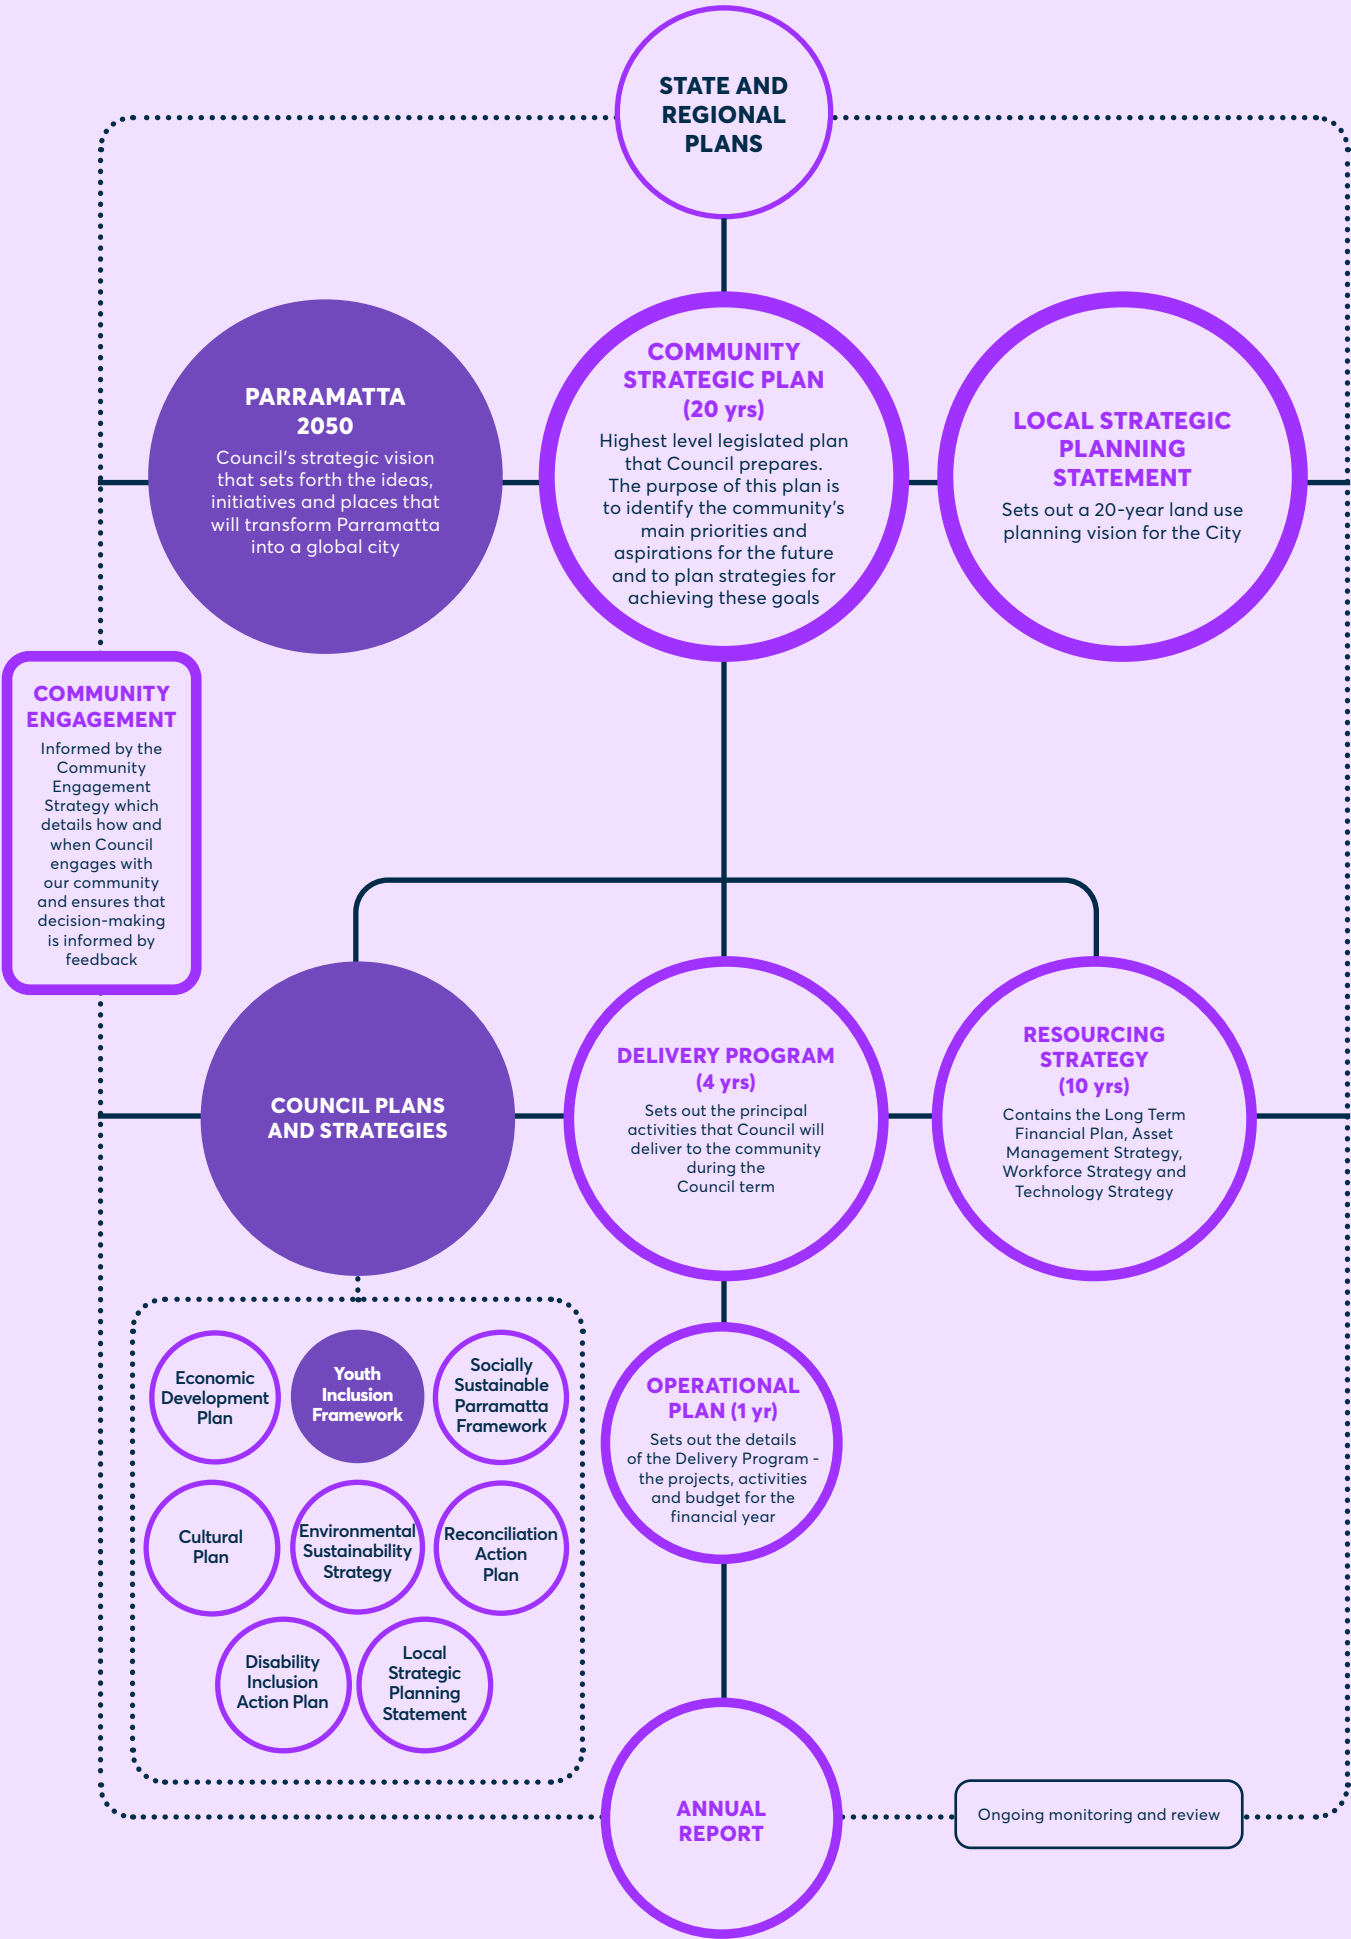 STATE AND
REGIONAL
PLANS
PARRAMATTA
2050
Council's strategic vision
that sets forth the ideas,
initiatives and places that
will transform Parramatta
into a global city
COMMUNITY
STRATEGIC PLAN
(20 yrs)
Highest level legislated plan
that Council prepares.
The purpose of this plan is
to identify the community's
main priorities and
aspirations for the future
and to plan strategies for
achieving these goals
LOCAL STRATEGIC
PLANNING
STATEMENT
Sets out a 20-year land use
planning vision for the City
COMMUNITY
ENGAGEMENT
Informed by the
Community
Engagement
Strategy which
details how and
when Council
engages with
our community
and ensures that
decision-making
is informed by
feedback
COUNCIL PLANS
AND STRATEGIES
DELIVERY PROGRAM
(4 yrs)
Sets out the principal
activities that Council will
deliver to the community
during the
Council term
RESOURCING
STRATEGY
(10 yrs)
Contains the Long Term
Financial Plan, Asset
Management Strategy,
Workforce Strategy and
Technology Strategy
Economic
Development
Plan
Youth
Inclusion
Framework
Socially
Sustainable
Parramatta
Framework
Cultural
Plan
Environmental
Sustainability
Strategy
Reconciliation
Action
Plan
Disability
Inclusion
Action Plan
Local
Strategic
Planning
Statement
OPERATIONAL
PLAN (1 yr)
Sets out the details
of the Delivery Program -
the projects, activities
and budget for the
financial year
ANNUAL
REPORT
Ongoing monitoring and review